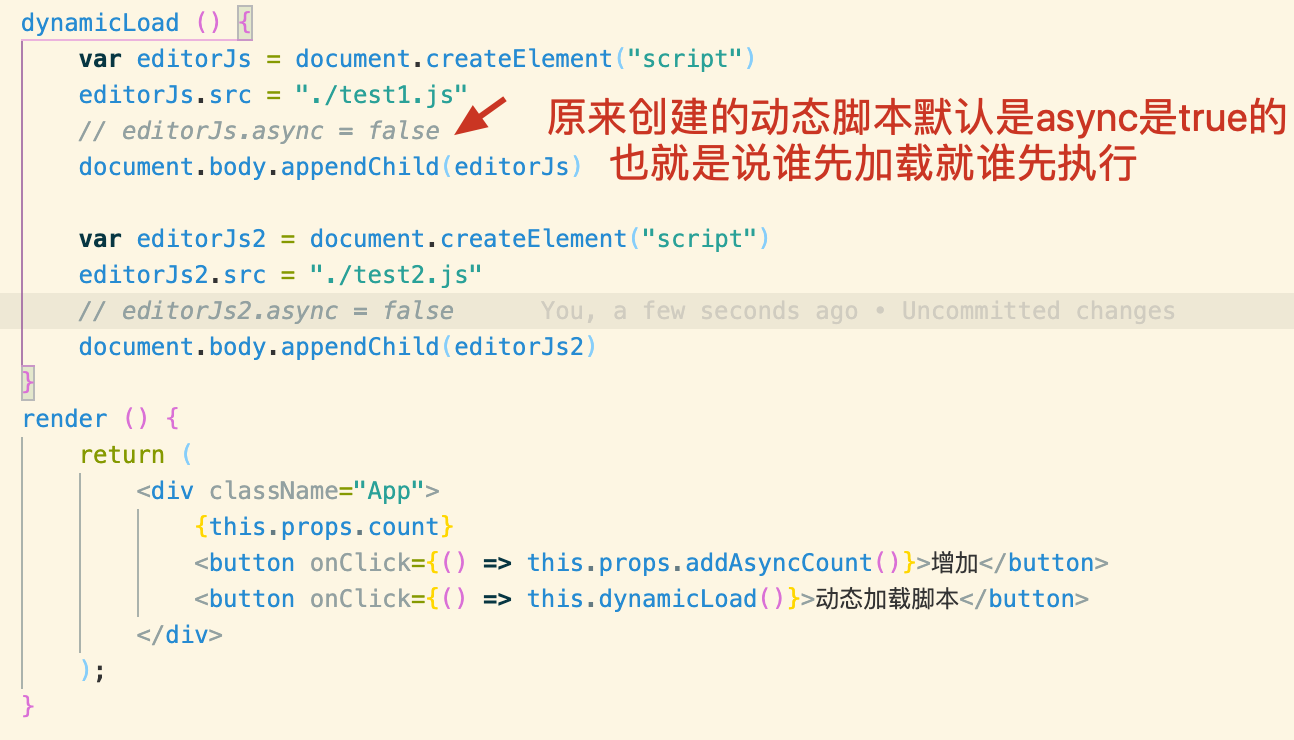 dynamicLoad () {
var editorJs = document.createElement("script")
editorJs.src = "./test1.js"
// editorJs.async = false
原来创建的动态脚本默认是async是true的
也就是说谁先加载就谁先执行
document.body.appendChild(editorJs)
var editorJs2 = document.createElement("script")
editorJs2.src = "./test2.js"
// editorJs2.async = false You, a few seconds ago • Uncommitted changes
document.body.appendChild(editorJs2)
}
render () {
return (
<div className="App">
{this.props.count}
<button onClick={() => this.props.addAsyncCount()}>增加</button>
<button onClick={() => this.dynamicLoad()}>动态加载脚本</button>
</div>
);
}